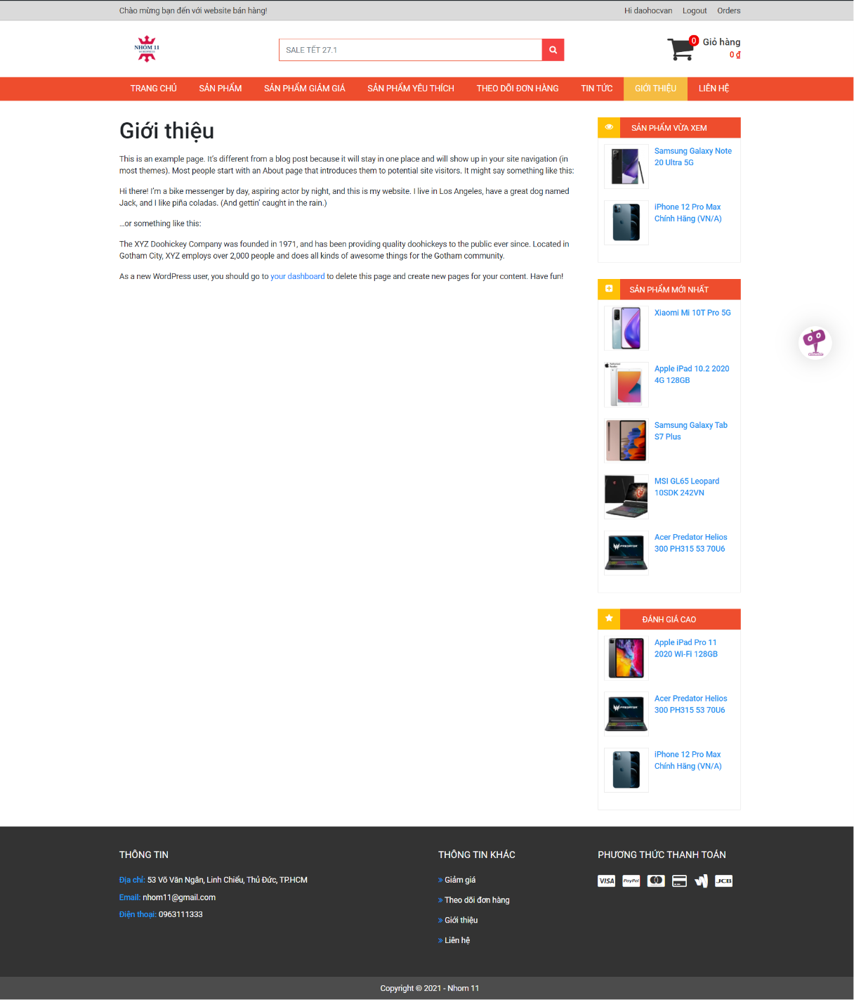 Chào mừng bạn đến với website bán hàng!
Hi daohocvan Logout Orders
NHÓM 11
SALE TẾT 27.1
0
Giỏ hàng
0 ₫
TRANG CHỦ SẢN PHẨM SẢN PHẨM GIẢM GIÁ SẢN PHẨM YÊU THÍCH THEO DÕI ĐƠN HÀNG TIN TỨC GIỚI THIỆU LIÊN HỆ
Giới thiệu
This is an example page. It's different from a blog post because it will stay in one place and will show up in your site navigation (in
most themes). Most people start with an About page that introduces them to potential site visitors. It might say something like this:
Hi there! I'm a bike messenger by day, aspiring actor by night, and this is my website. I live in Los Angeles, have a great dog named
Jack, and I like piña coladas. (And gettin' caught in the rain.)
...or something like this:
The XYZ Doohickey Company was founded in 1971, and has been providing quality doohickeys to the public ever since. Located in
Gotham City, XYZ employs over 2,000 people and does all kinds of awesome things for the Gotham community.
As a new WordPress user, you should go to your dashboard to delete this page and create new pages for your content. Have fun!
SẢN PHẨM VỪA XEM
Samsung Galaxy Note
20 Ultra 5G
iPhone 12 Pro Max
Chính Hãng (VN/A)
SẢN PHẨM MỚI NHẤT
Xiaomi Mi 10T Pro 5G
Apple iPad 10.2 2020
4G 128GB
Samsung Galaxy Tab
S7 Plus
MSI GL65 Leopard
10SDK 242VN
Acer Predator Helios
300 PH315 53 70U6
PREDATOR
ĐÁNH GIÁ CAO
Apple iPad Pro 11
2020 Wi-Fi 128GB
Acer Predator Helios
300 PH315 53 70U6
PREDATOR
iPhone 12 Pro Max
Chính Hãng (VN/A)
THÔNG TIN
Địa chỉ: 53 Võ Văn Ngân, Linh Chiểu, Thủ Đức, TP.HCM
Email: nhom11@gmail.com
Điện thoại: 0963111333
THÔNG TIN KHÁC
» Giảm giá
» Theo dõi đơn hàng
» Giới thiệu
» Liên hệ
PHƯƠNG THỨC THANH TOÁN
VISA PayPal JCB
Copyright © 2021 - Nhom 11